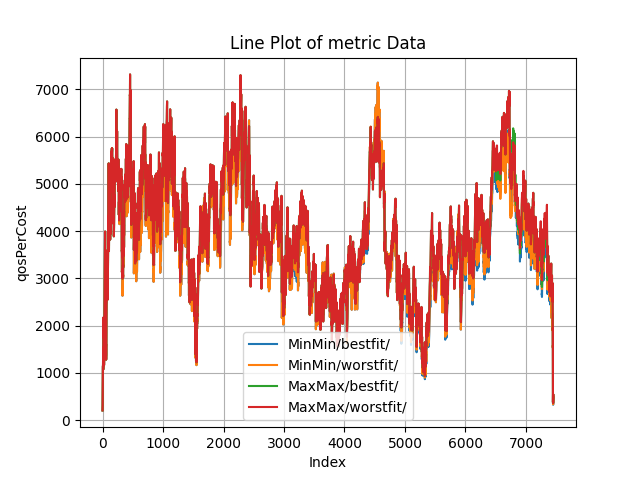 Line Plot of metric Data
qosPerCost
7000
6000
5000
4000
3000
2000
1000
0
MinMin/bestfit/
MinMin/worstfit/
MaxMax/bestfit/
MaxMax/worstfit/
0 1000 2000 3000 4000 5000 6000 7000
Index